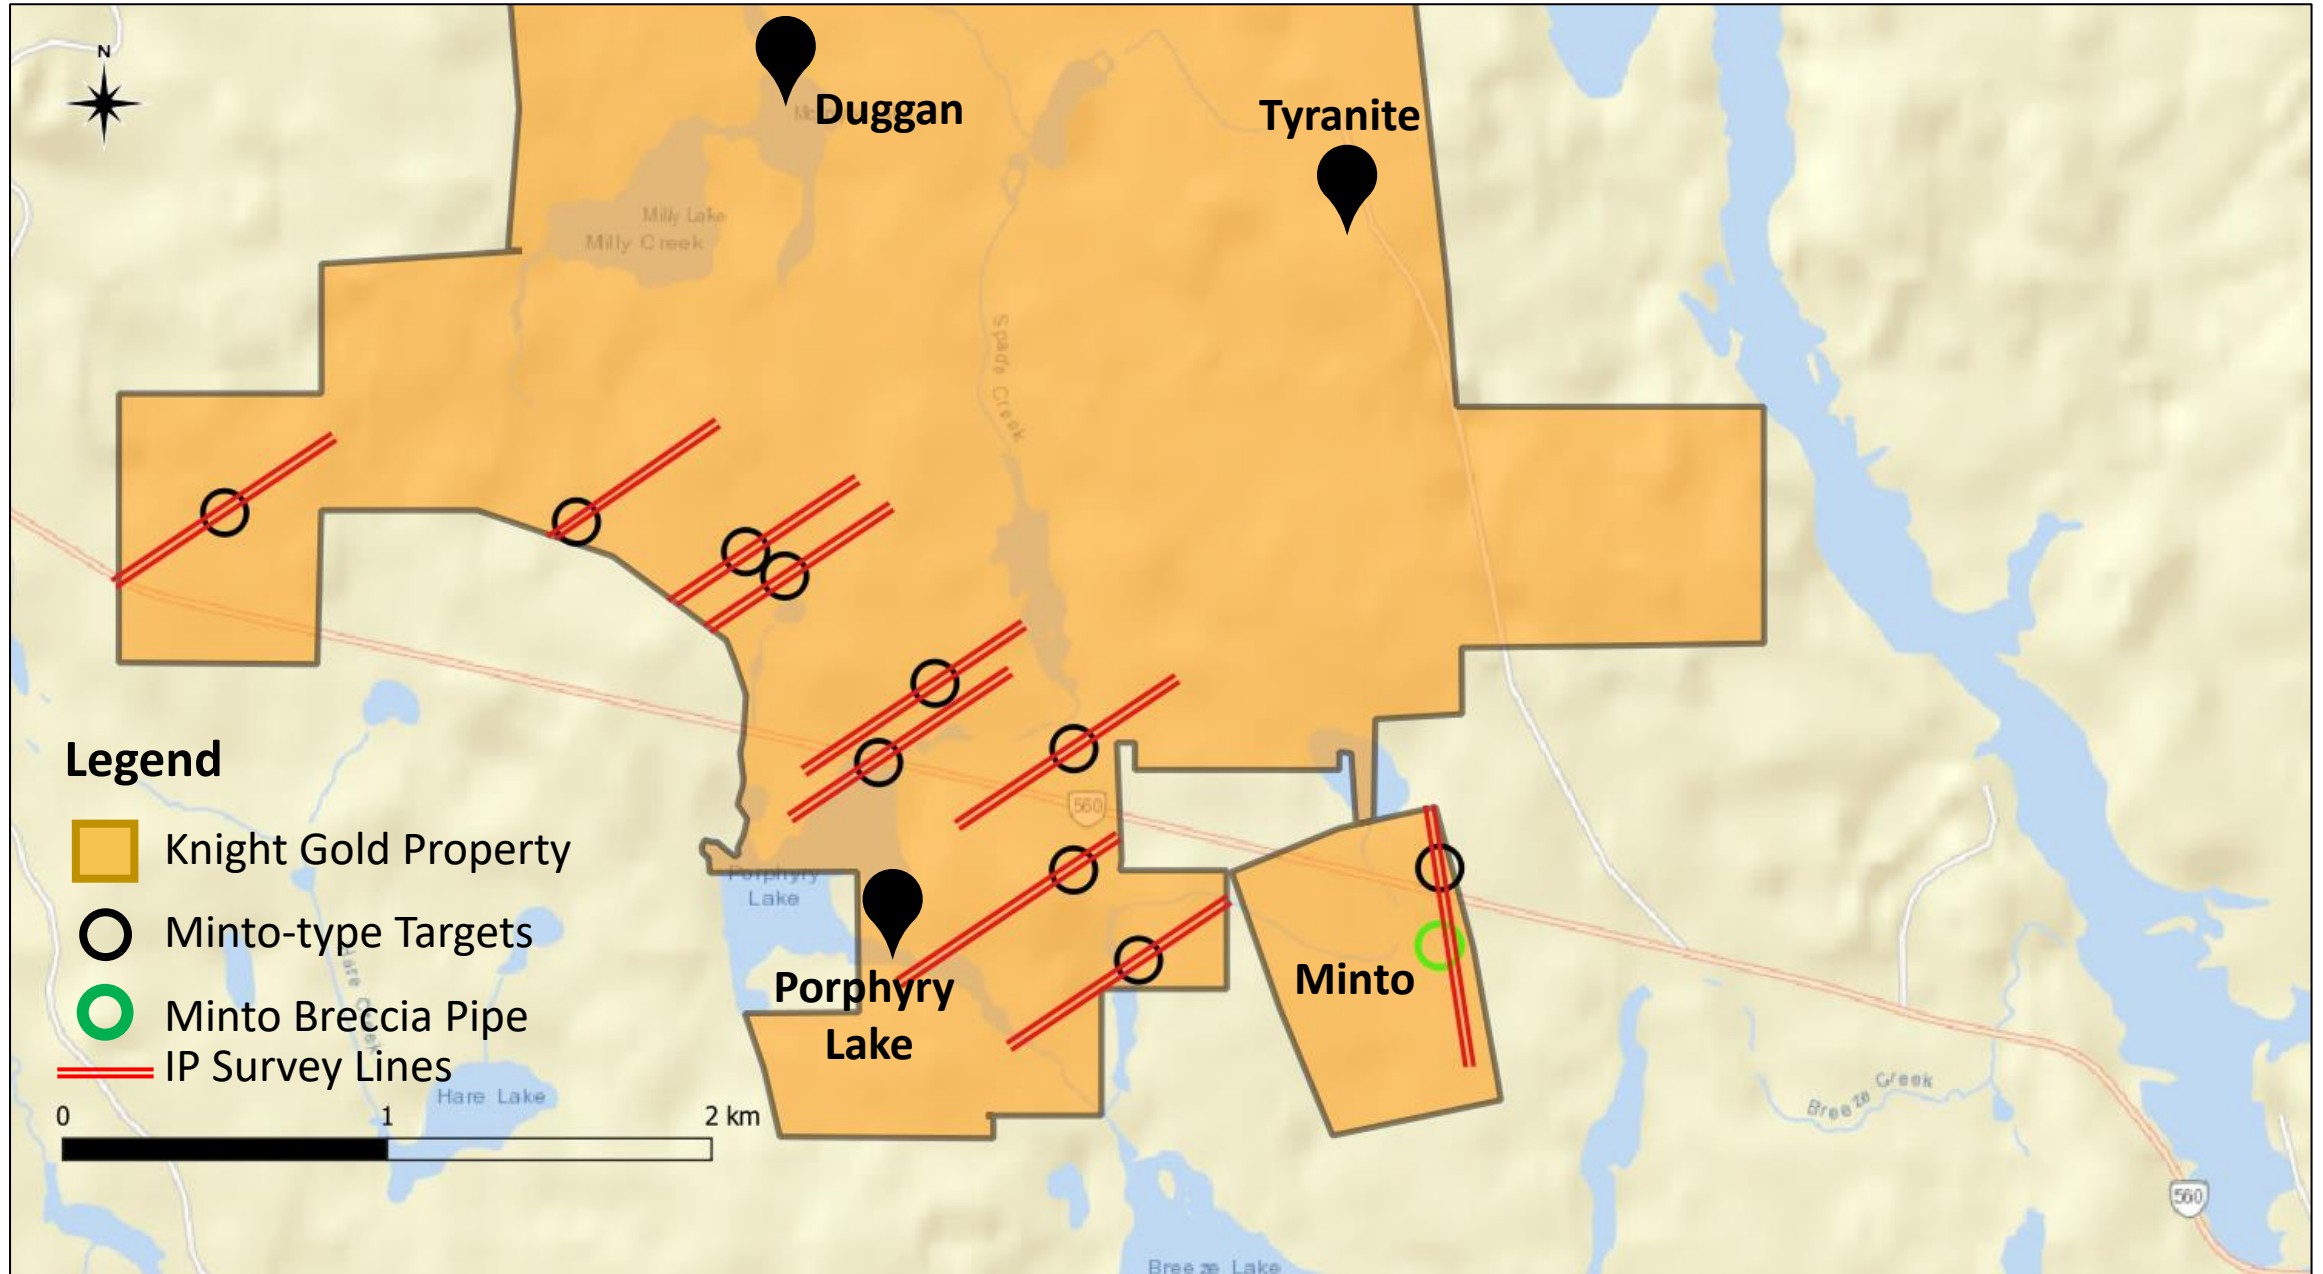 N
Duggan
Tyranite
Milly Lake
Milly Creek
Spade Creek
560
Legend
Knight Gold Property
Minto-type Targets
Minto Breccia Pipe
IP Survey Lines
0 1 2 km
Hare Creek
Hare Lake
Porphyry
Lake
Porphyry
Lake
Minto
Breeze Creek
560
Breeze Lake